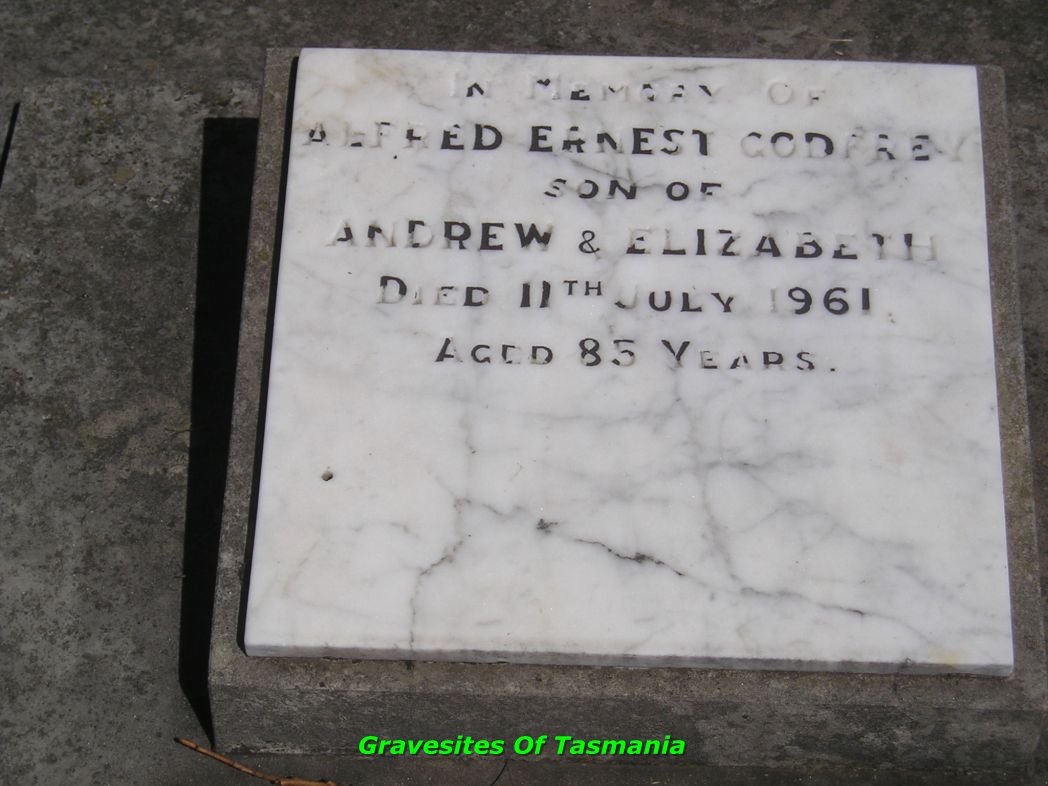 IN MEMORY OF
ALFRED ERNEST GODFREY
SON OF
ANDREW & ELIZABETH
DIED 11TH JULY 1961.
AGED 85 YEARS.
Gravesites Of Tasmania